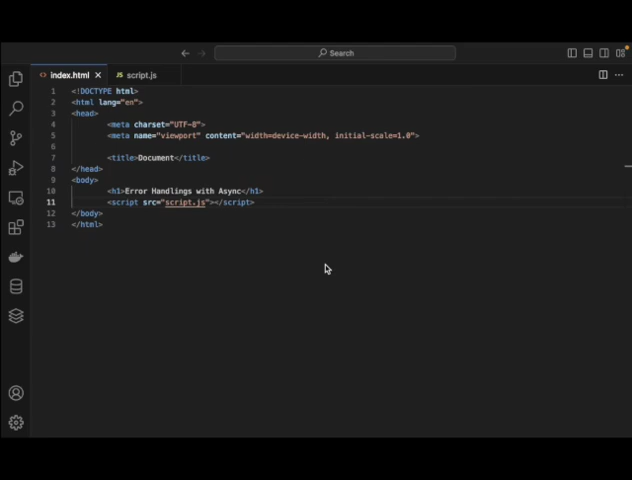 Search
index.html
JS script.js
1 <!DOCTYPE html>
2 <html lang="en">
3 <head>
4 <meta charset="UTF-8">
5 <meta name="viewport" content="width=device-width, initial-scale=1.0">
6
7 <title>Document</title>
8 </head>
9 <body>
10 <h1>Error Handlings with Async</h1>
11 <script src="script.js"></script>
12 </body>
13 </html>